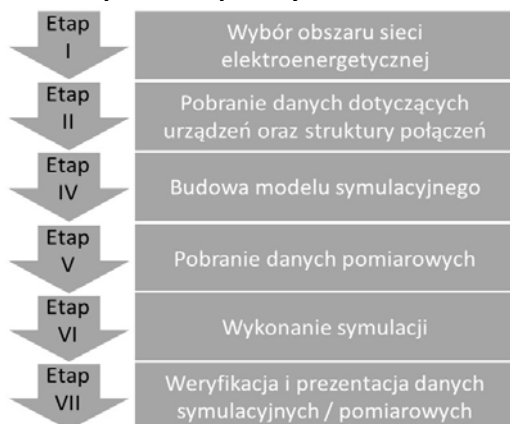 Etap
I
Wybór obszaru sieci
elektroenergetycznej
Etap
II
Pobranie danych dotyczących
urządzeń oraz struktury połączeń
Etap
IV
Budowa modelu symulacyjnego
Etap
V
Pobranie danych pomiarowych
Etap
VI
Wykonanie symulacji
Etap
VII
Weryfikacja i prezentacja danych
symulacyjnych / pomiarowych